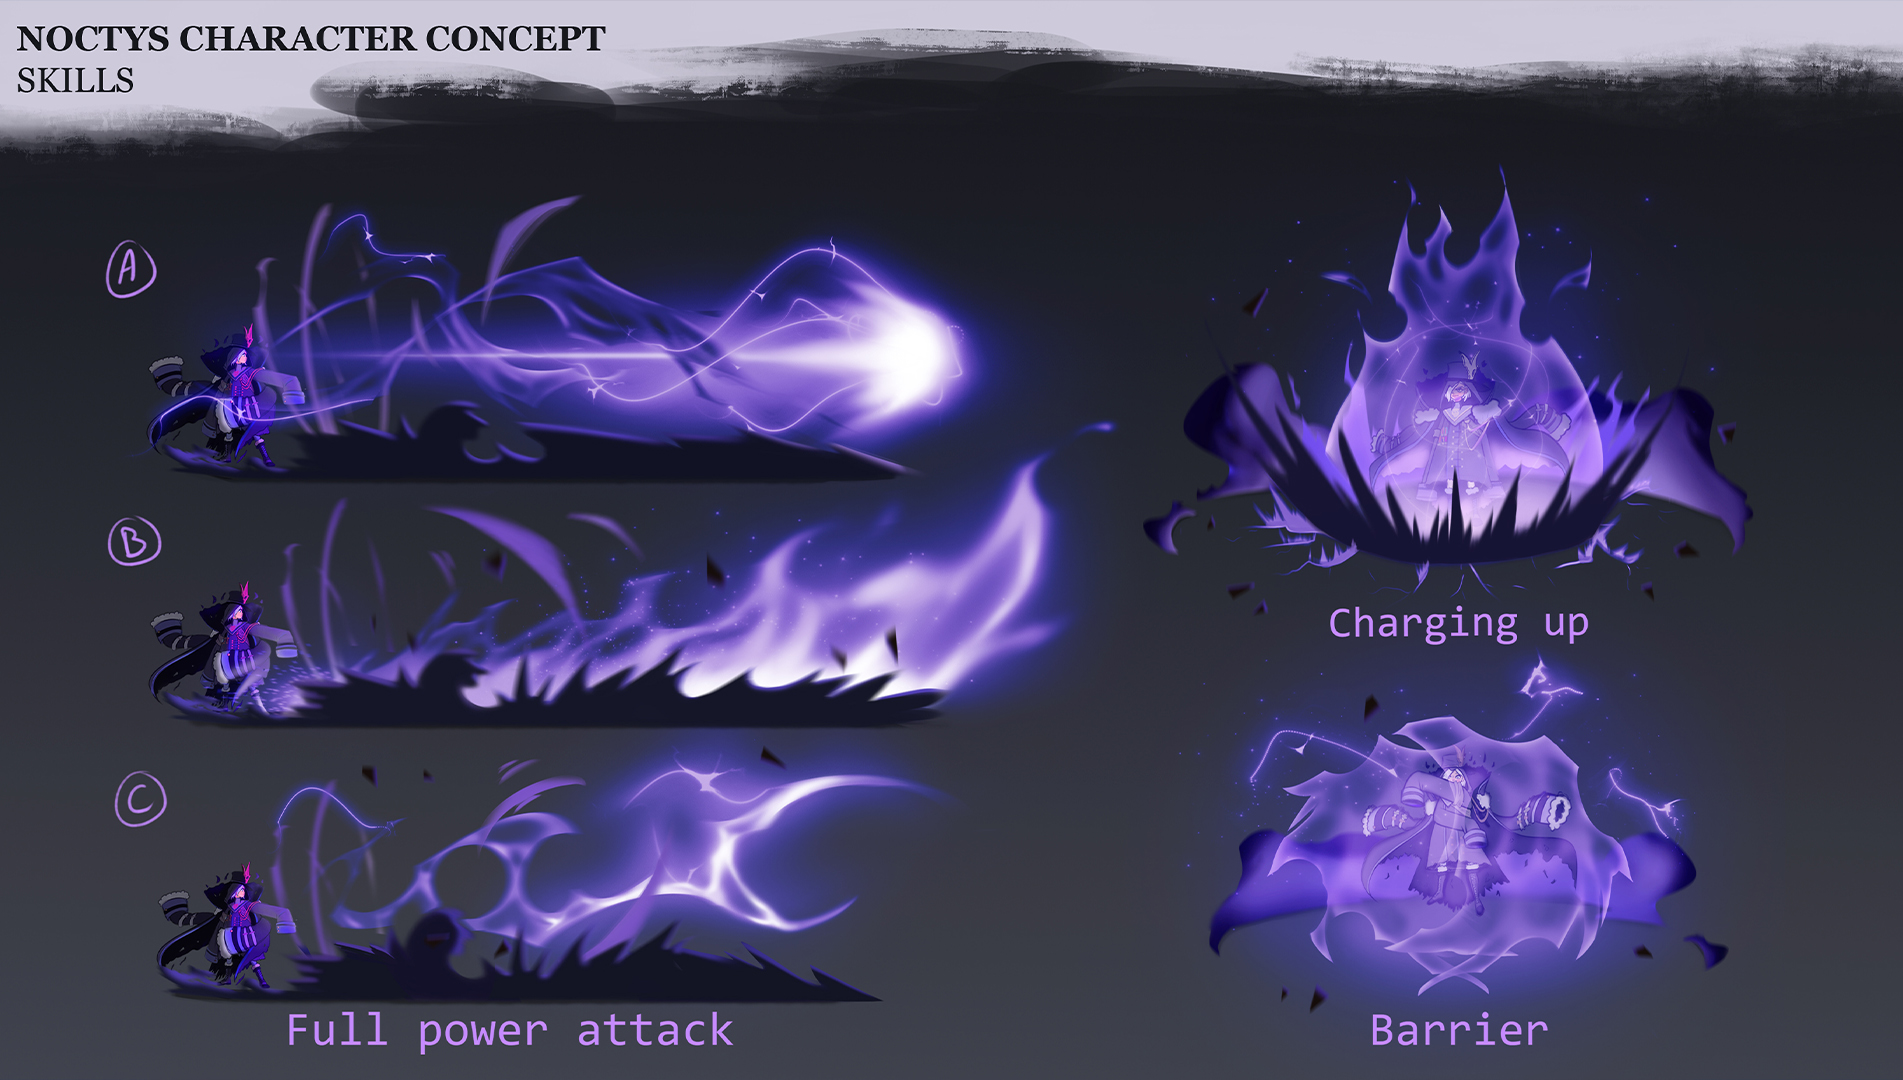 NOCTYS CHARACTER CONCEPT
SKILLS
A
B
C
Full power attack
Charging up
Barrier